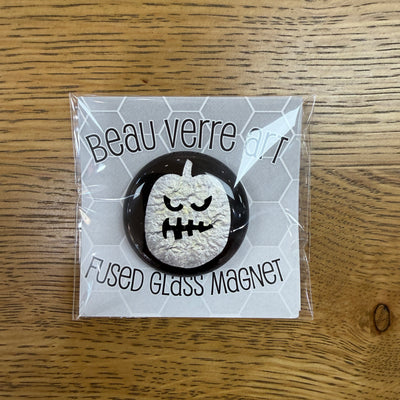 Beau Verre Art
Fused Glass Magnet